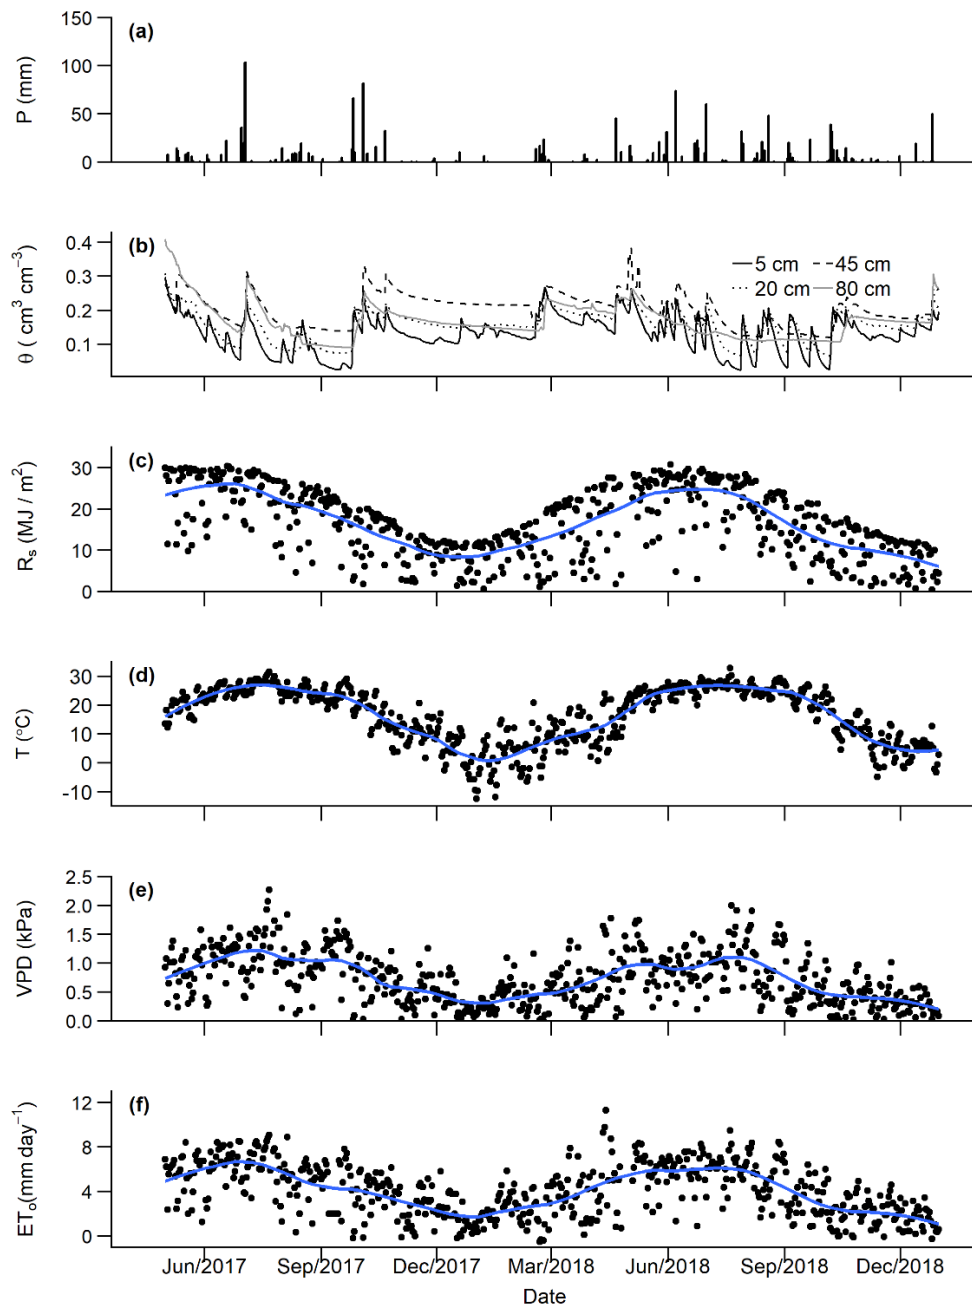 (a)
P (mm)
150
100
50
0
(b)
θ (cm³ cm⁻³)
0.4
0.3
0.2
0.1
5 cm 45 cm
20 cm 80 cm
(c)
Rₛ (MJ / m²)
30
20
10
0
(d)
T (°C)
30
20
10
0
-10
(e)
VPD (kPa)
2.5
2.0
1.5
1.0
0.5
0.0
(f)
ETₒ(mm day⁻¹)
12
8
4
0
Jun/2017 Sep/2017 Dec/2017 Mar/2018 Jun/2018 Sep/2018 Dec/2018
Date